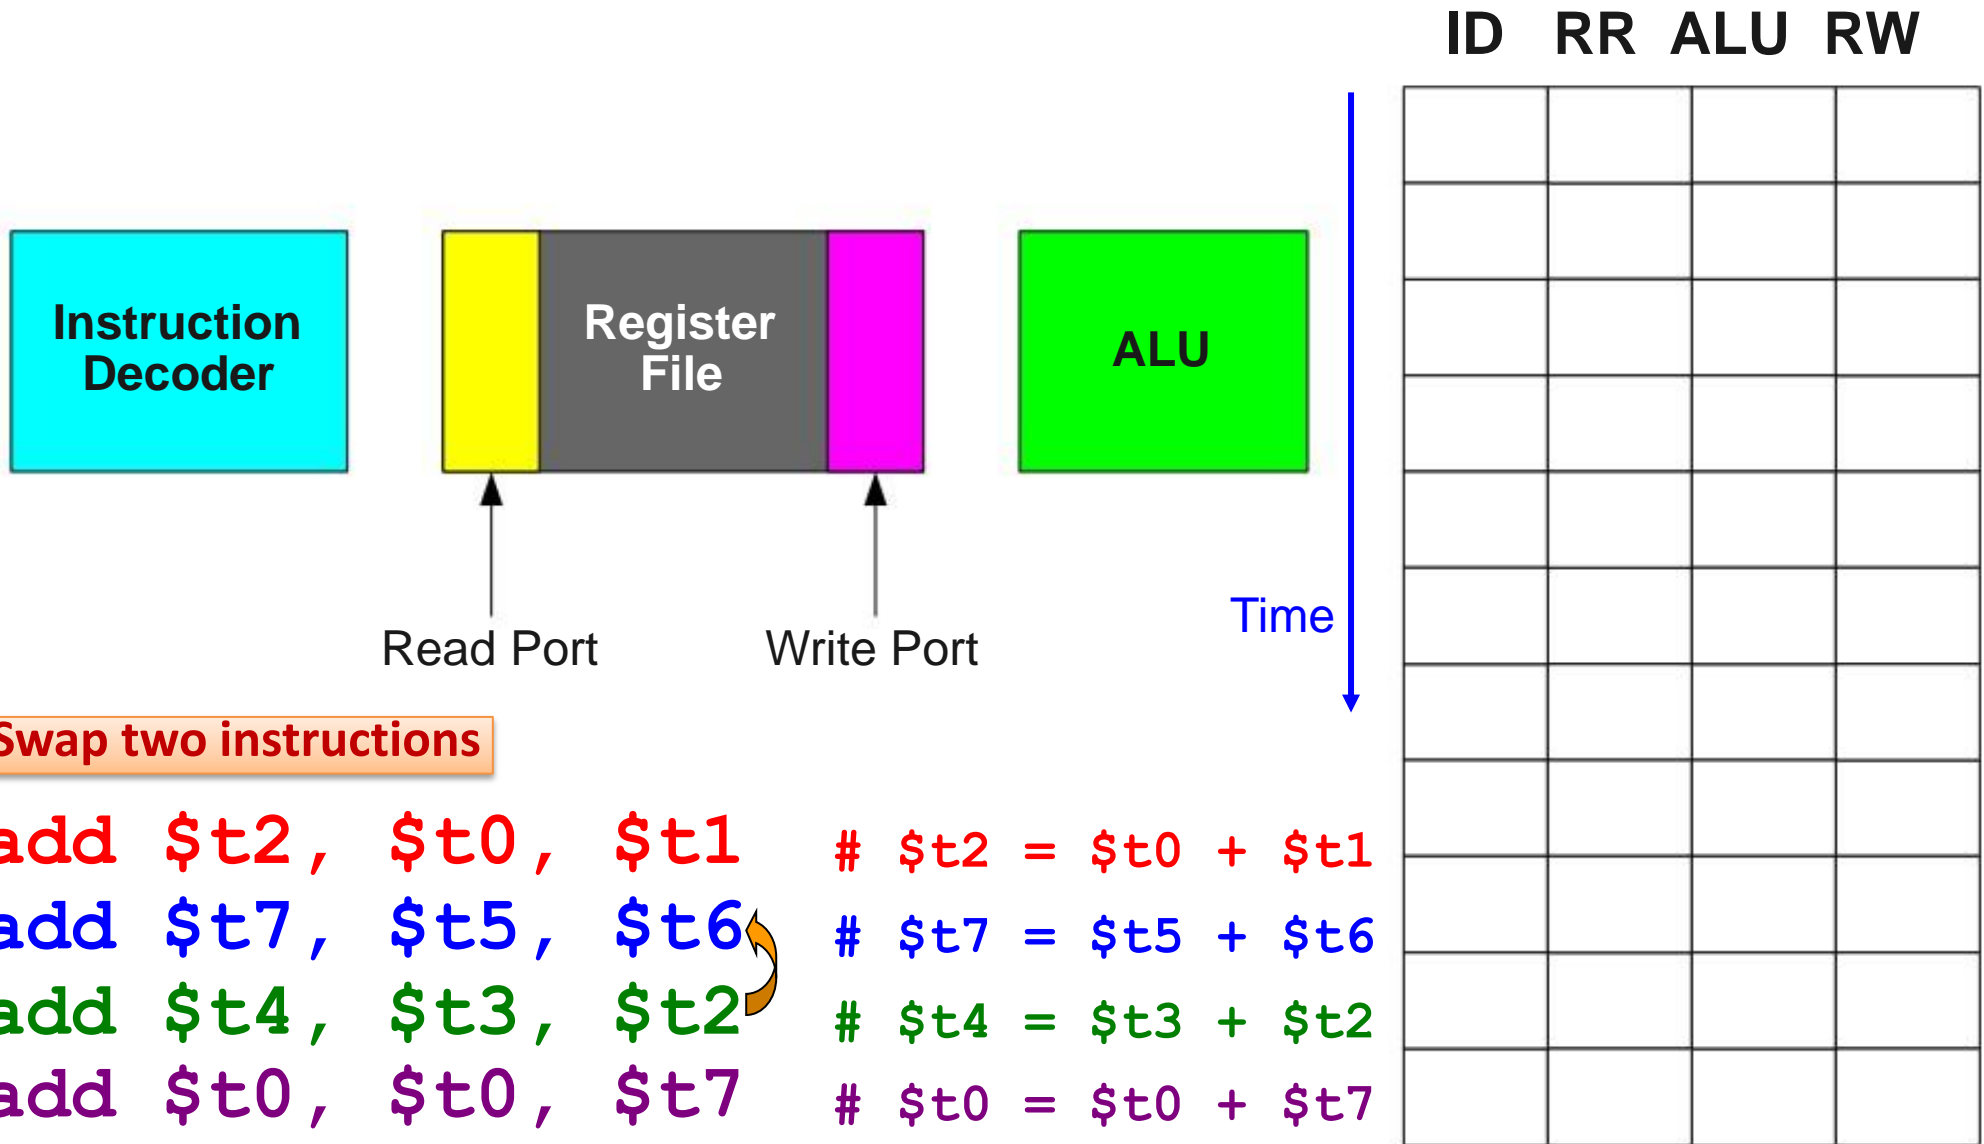 ID RR ALU RW
Instruction
Decoder
Register
File
ALU
Time
Read Port
Write Port
Swap two instructions
add $t2, $t0, $t1 # $t2 = $t0 + $t1
add $t7, $t5, $t6 # $t7 = $t5 + $t6
add $t4, $t3, $t2 # $t4 = $t3 + $t2
add $t0, $t0, $t7 # $t0 = $t0 + $t7